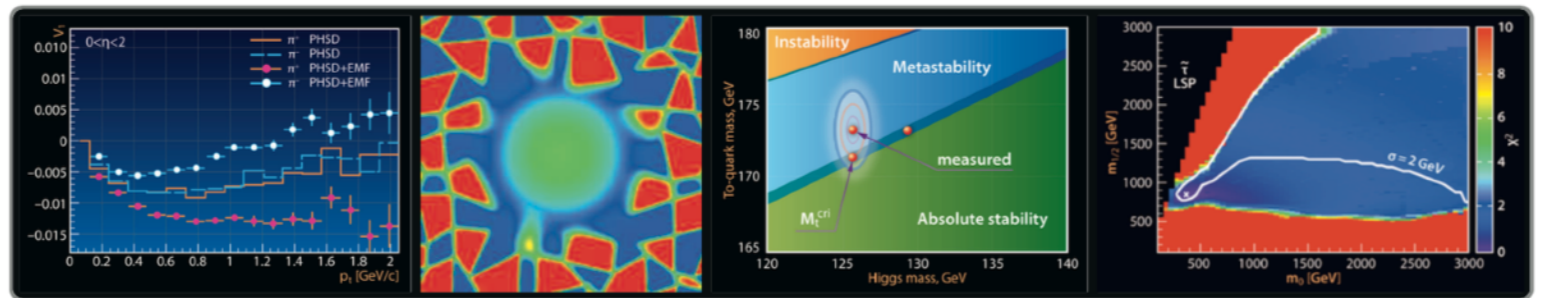 V₁
0<η<2
π⁻ PHSD
π⁻ PHSD
π⁻ PHSD+EMF
π⁻ PHSD+EMF
0.010
0.01
0.005
0
−0.005
−0.01
−0.015
0 0.2 0.4 0.6 0.8 1 1.2 1.4 1.6 1.8 2
p₁ [GeV/c]
To-quark mass, GeV
180
175
170
165
Instability
Metastability
measured
Mₜᶜʳⁱ
Absolute stability
120 125 130 135 140
Higgs mass, GeV
m₁/₂ [GeV]
3000
2500
2000
1500
1000
500
τ̃
LSP
σ=2 GeV
500 1000 1500 2000 2500 3000
m₀ [GeV]
10
8
6
4
2
0
χ²